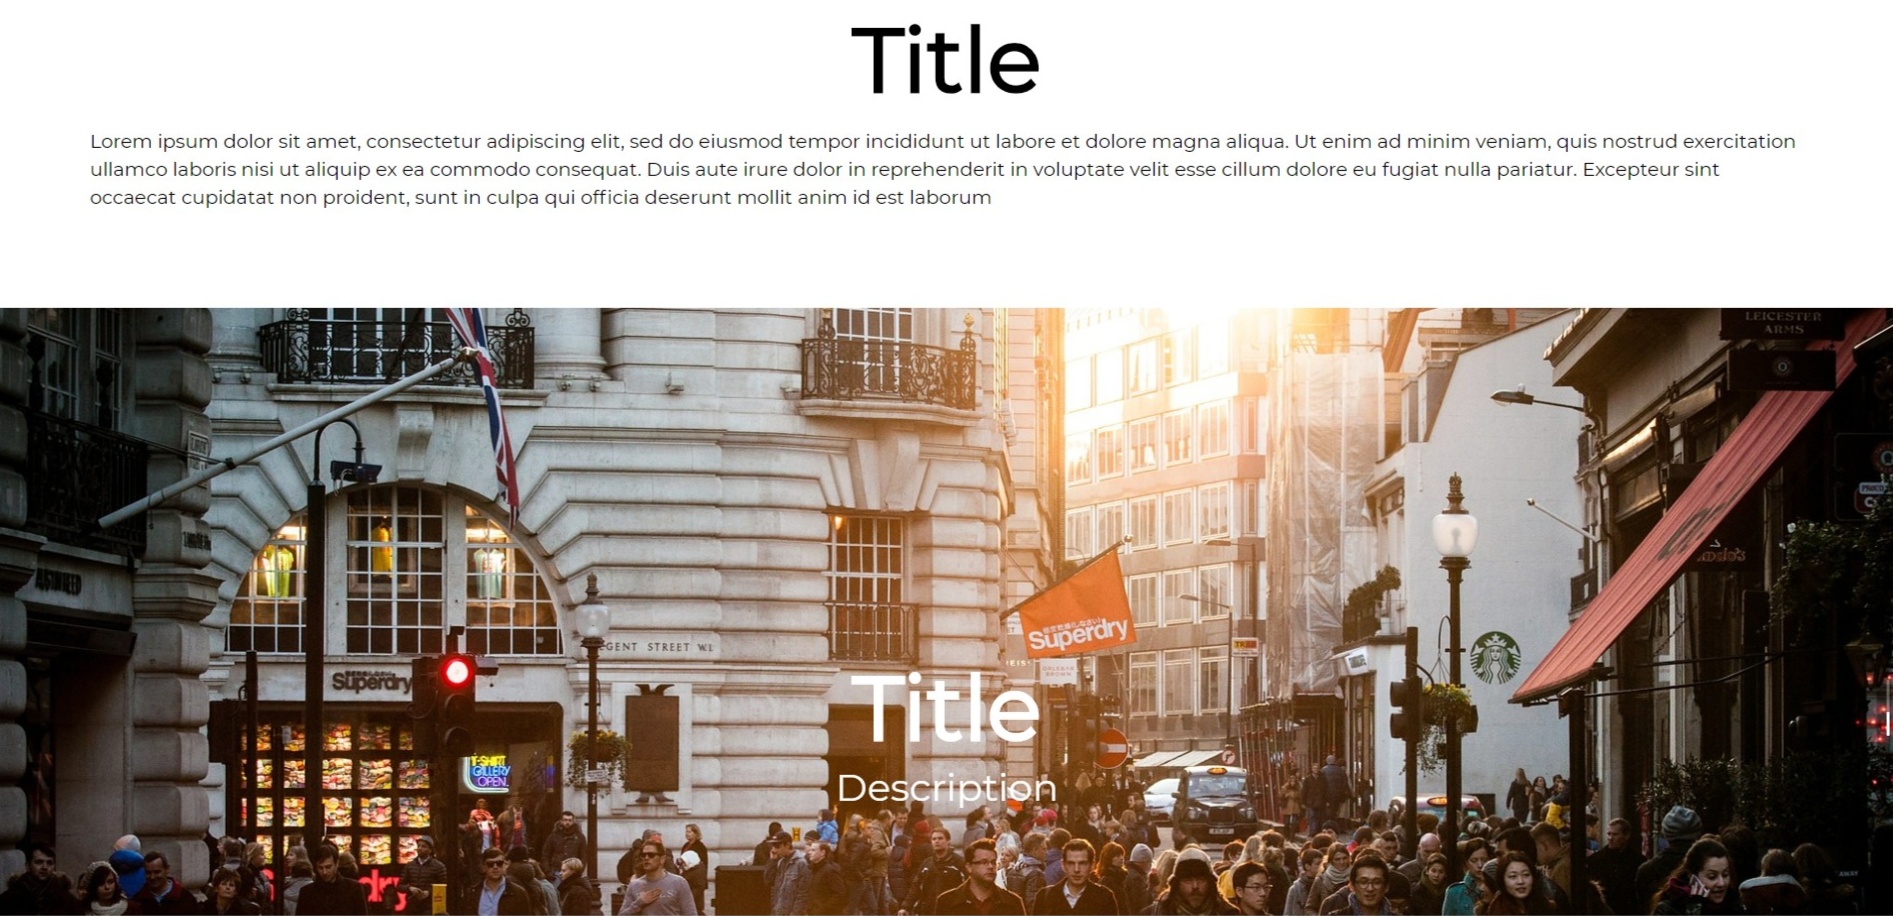 Title
Lorem ipsum dolor sit amet, consectetur adipiscing elit, sed do eiusmod tempor incididunt ut labore et dolore magna aliqua. Ut enim ad minim veniam, quis nostrud exercitation
ullamco laboris nisi ut aliquip ex ea commodo consequat. Duis aute irure dolor in reprehenderit in voluptate velit esse cillum dolore eu fugiat nulla pariatur. Excepteur sint
occaecat cupidatat non proident, sunt in culpa qui officia deserunt mollit anim id est laborum
LEICESTER
ARMS
Superdry
EGENT STREET W1.
Superdry
T-SHIRT
GALLERY
OPEN
Title
Description
dry